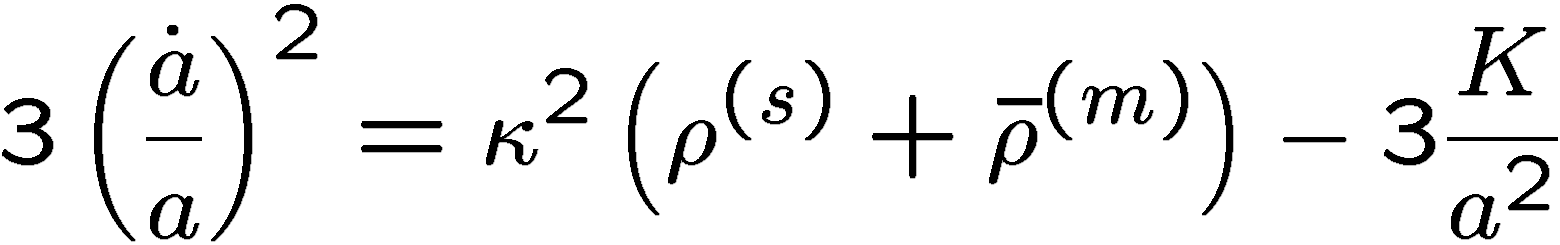 3 \left( \frac{\dot{a}}{a} \right)^2 = \kappa^2 \left( \rho^{(s)} + \bar{\rho}^{(m)} \right) - 3 \frac{K}{a^2}